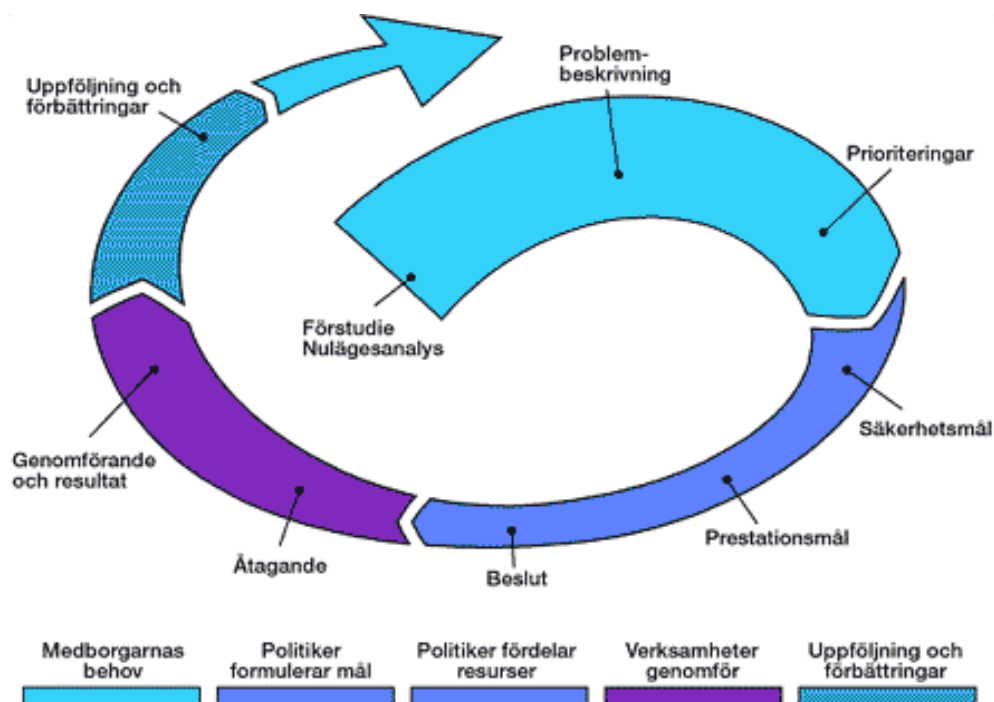 Problem-
beskrivning
Uppföljning och
förbättringar
Prioriteringar
Förstudie
Nulägesanalys
Säkerhetsmål
Genomförande
och resultat
Prestationsmål
Åtagande
Beslut
Medborgarnas
behov
Politiker
formulerar mål
Politiker fördelar
resurser
Verksamheter
genomför
Uppföljning och
förbättringar